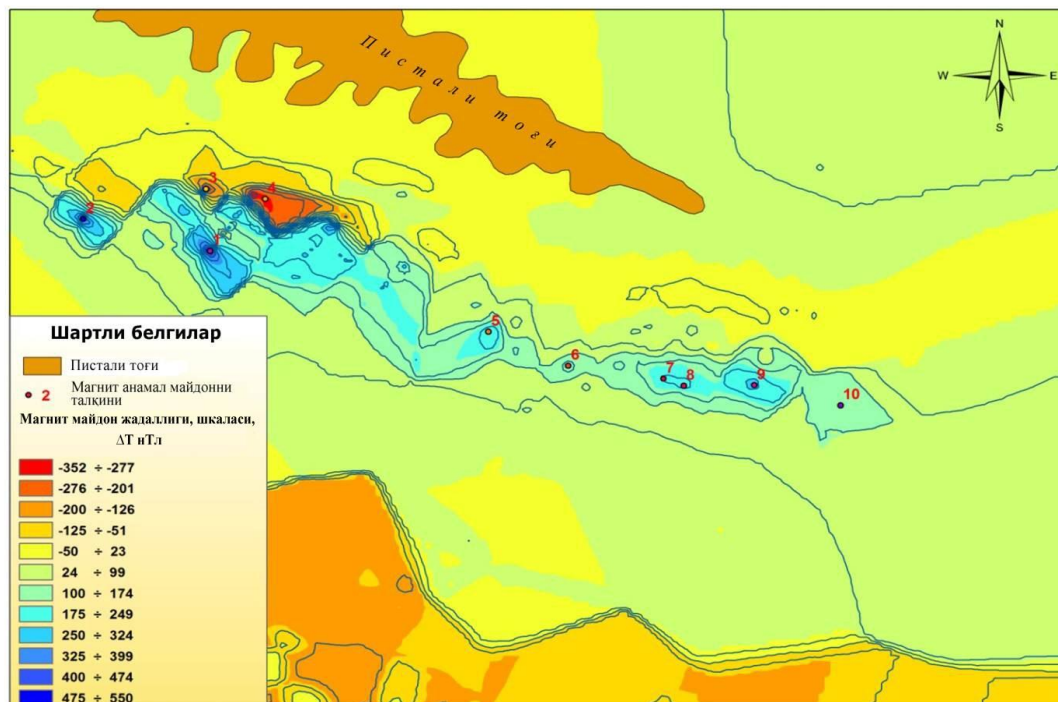 Пистали тоғи
N
W
E
S
3
4
2
1
5
6
7
8
9
10
Шартли белгилар
Пистали тоғи
2 Магнит анамал майдонни
талқини
Магнит майдон жадаллиги, шкаласи,
ΔТ нТл
-352 ÷ -277
-276 ÷ -201
-200 ÷ -126
-125 ÷ -51
-50 ÷ 23
24 ÷ 99
100 ÷ 174
175 ÷ 249
250 ÷ 324
325 ÷ 399
400 ÷ 474
475 ÷ 550